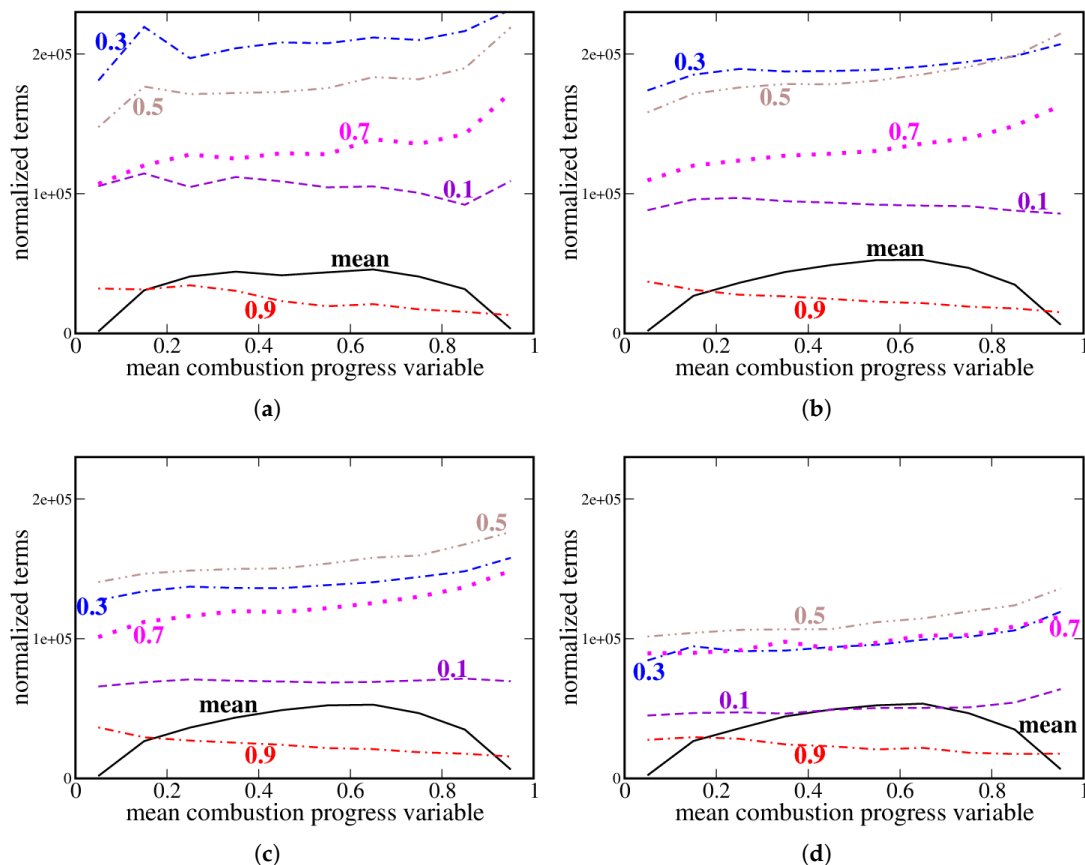 0.3
0.5
0.7
0.1
mean
0.9
2e+05
1e+05
0
normalized terms
0 0.2 0.4 0.6 0.8 1
mean combustion progress variable
(a)
0.3
0.5
0.7
0.1
mean
0.9
2e+05
1e+05
0
normalized terms
0 0.2 0.4 0.6 0.8 1
mean combustion progress variable
(b)
0.5
0.3
0.7
0.1
mean
0.9
2e+05
1e+05
0
normalized terms
0 0.2 0.4 0.6 0.8 1
mean combustion progress variable
(c)
0.5
0.7
0.3
0.1
mean
0.9
2e+05
1e+05
0
normalized terms
0 0.2 0.4 0.6 0.8 1
mean combustion progress variable
(d)